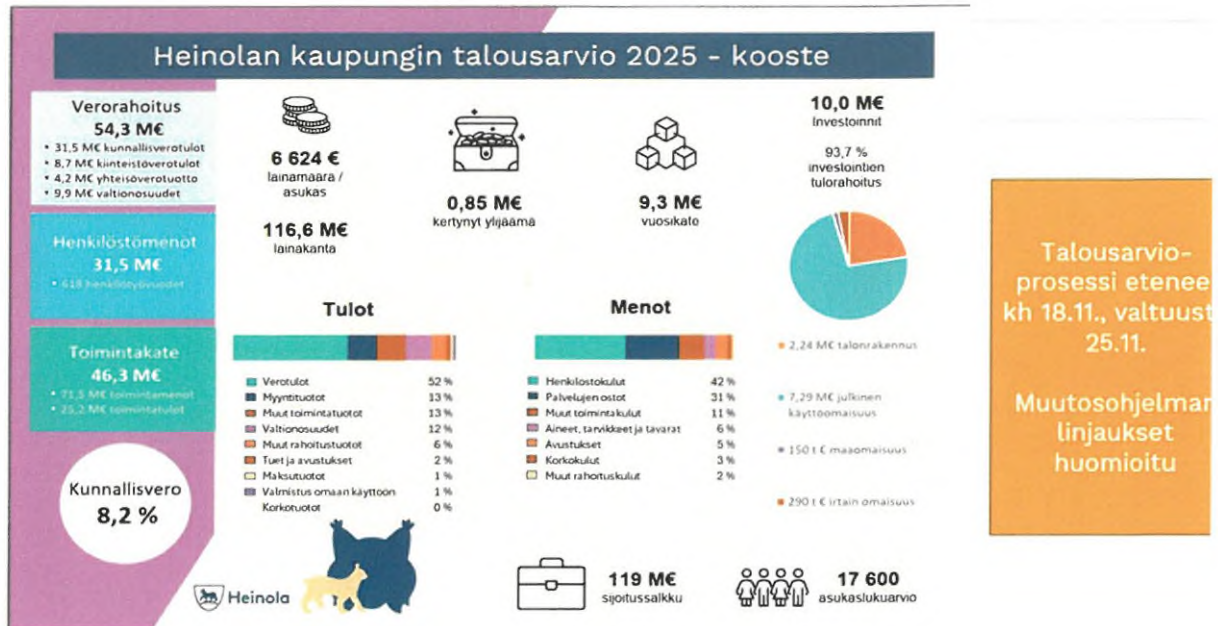 Heinolan kaupungin talousarvio 2025 - kooste
Verorahoitus
54,3 M€
• 31,5 M€ kunnallisverotulot
• 8,7 M€ kiinteistöverotulot
• 4,2 M€ yhteisöverotuotto
• 9,9 M€ valtionosuudet
Henkilöstömenot
31,5 M€
• 618 henkilötyövuodet
Toimintakate
46,3 M€
• 71,5 M€ toimintamenot
• 25,2 M€ toimintatulot
Kunnallisvero
8,2 %
6 624 €
lainamaara /
asukas
116,6 M€
lainakanta
0,85 M€
kertynyt ylijaama
9,3 M€
vuosikate
10,0 M€
Investoinnit
93,7 %
investointien
tulorahoitus
Tulot
Verotulot 52 %
Myyntituotot 13 %
Muut toimintatuotot 13 %
Valtionosuudet 12 %
Muut rahoitustuotot 6 %
Tuet ja avustukset 2 %
Maksutuotot 1 %
Valmistus omaan käyttöön 1 %
Korkotuotot 0 %
Menot
Henkilostokulut 42 %
Palvelujen ostot 31 %
Muut toimintakulut 11 %
Aineet, tarvikkeet ja tavarat 6 %
Avustukset 5 %
Korkokulut 3 %
Muut rahoituskulut 2 %
2,24 M€ talonrakennus
7,29 M€ julkinen
käyttöomaisuus
150 t € maaomaisuus
290 t € irtain omaisuus
Heinola
119 M€
sijoitussalkku
17 600
asukaslukuarvio
Talousarvio-
prosessi etenee
kh 18.11., valtuust
25.11.
Muutosohjelman
linjaukset
huomioitu